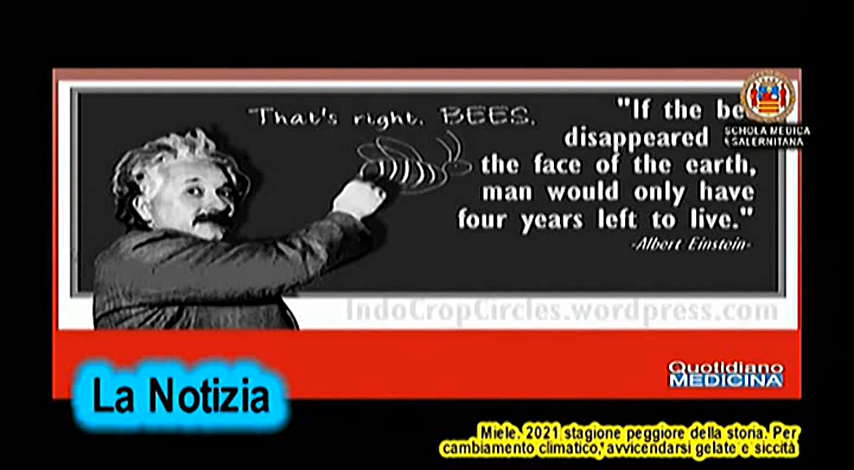 That's right. BEES.
"If the be
disappeared
the face of the earth,
man would only have
four years left to live."
-Albert Einstein-
SCHOLA MEDICA
SALERNITANA
IndoCropCircles.wordpress.com
Quotidiano
MEDICINA
La Notizia
Miele. 2021 stagione peggiore della storia. Per
cambiamento climatico, avvicendarsi gelate e siccità